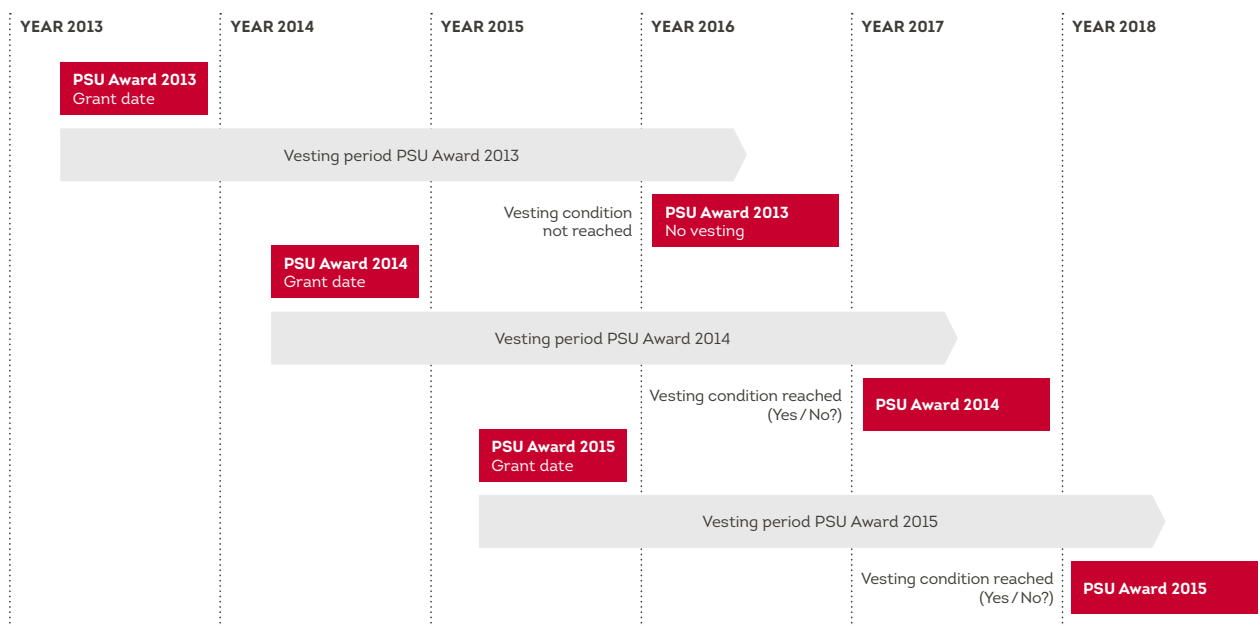 YEAR 2013
YEAR 2014
YEAR 2015
YEAR 2016
YEAR 2017
YEAR 2018
PSU Award 2013
Grant date
Vesting period PSU Award 2013
Vesting condition
not reached
PSU Award 2013
No vesting
PSU Award 2014
Grant date
Vesting period PSU Award 2014
Vesting condition reached
(Yes / No?)
PSU Award 2014
PSU Award 2015
Grant date
Vesting period PSU Award 2015
Vesting condition reached
(Yes / No?)
PSU Award 2015